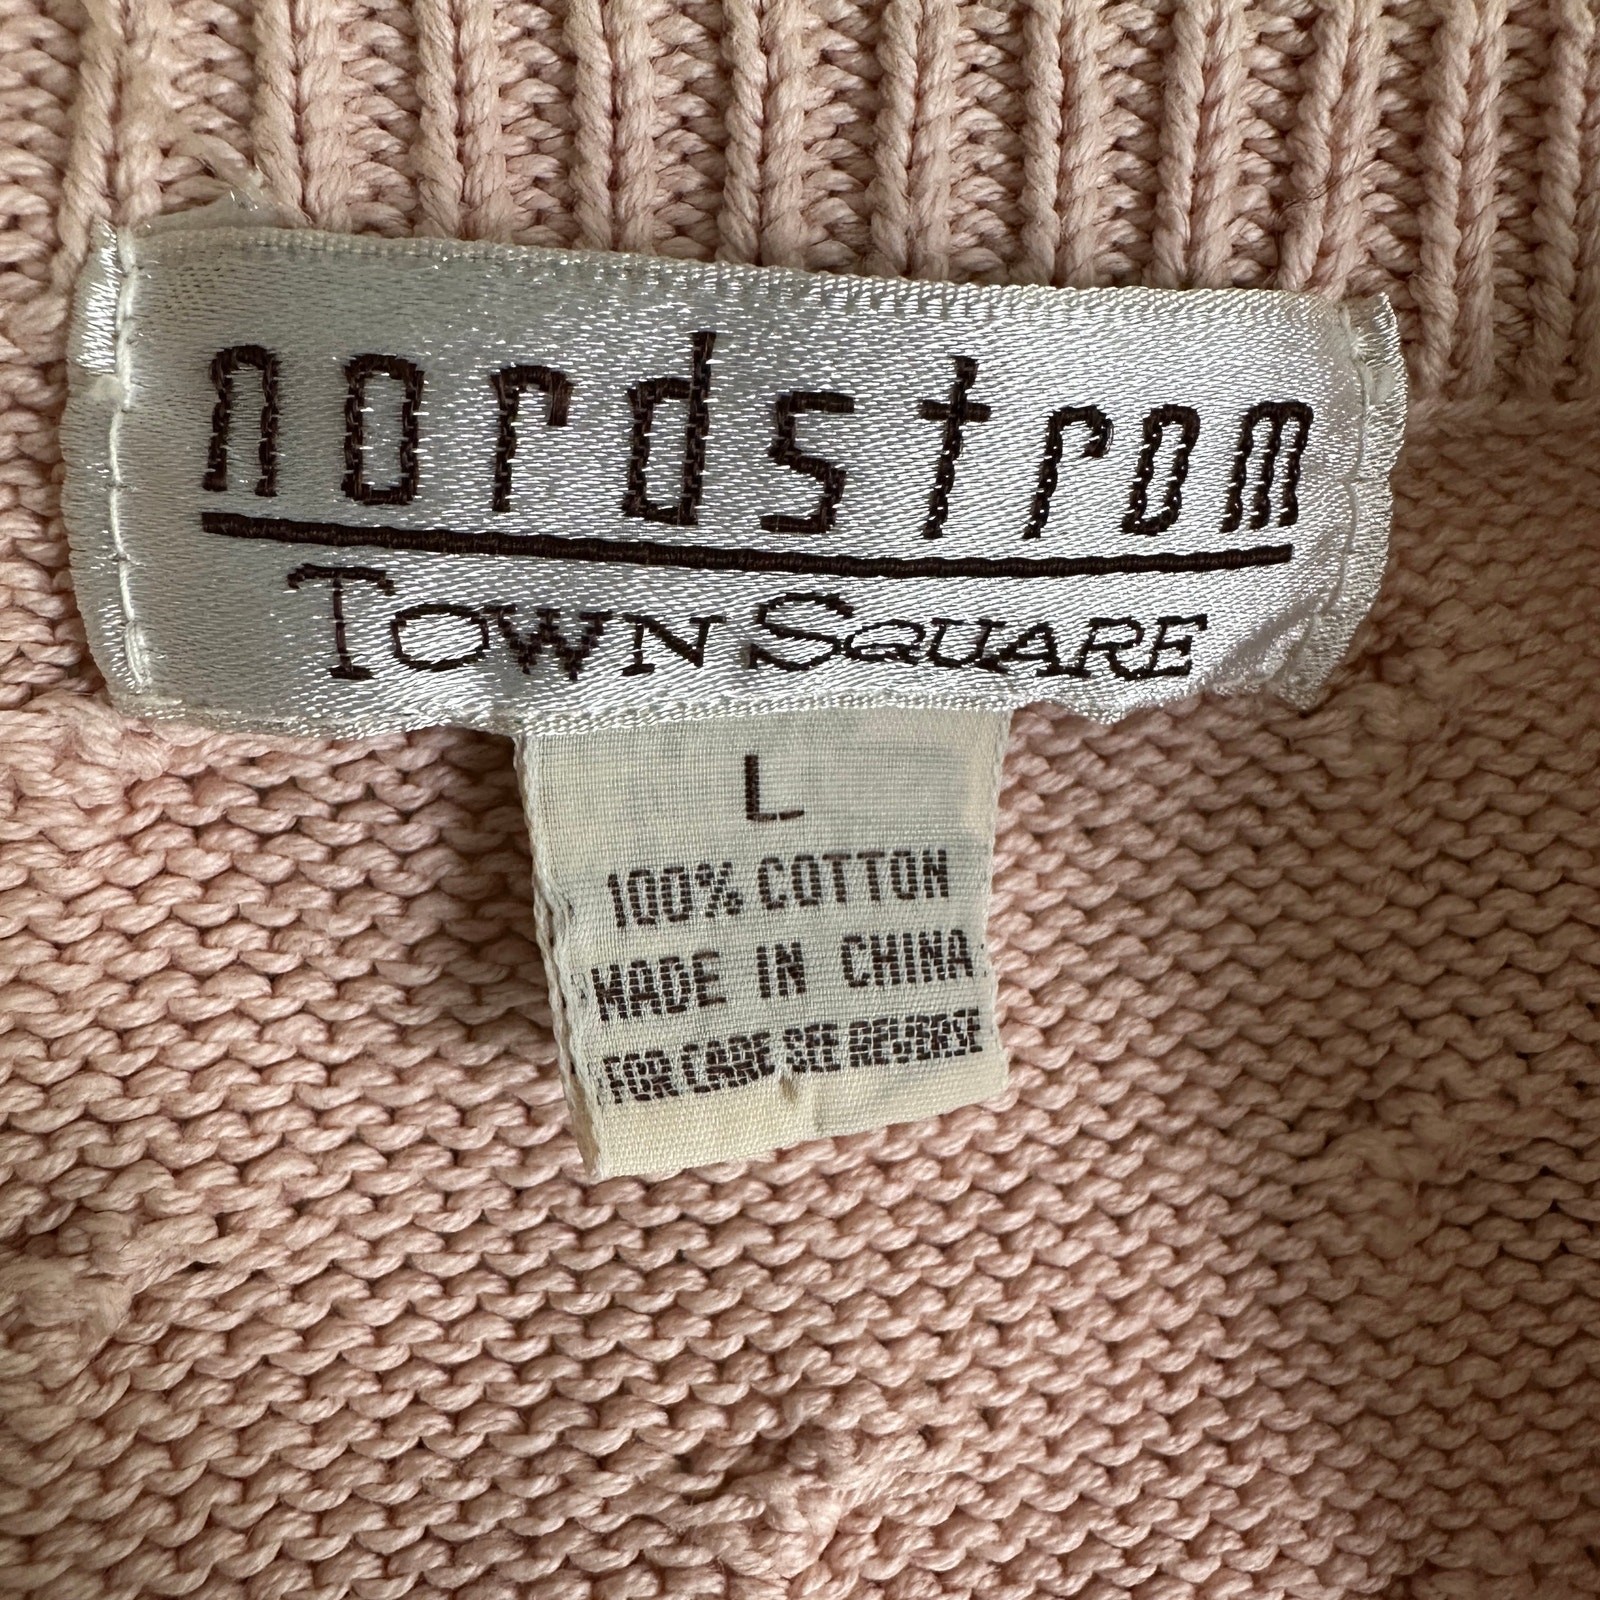 nordstrom
TOWN SQUARE
L
100% COTTON
MADE IN CHINA
FOR CARE SEE REVERSE